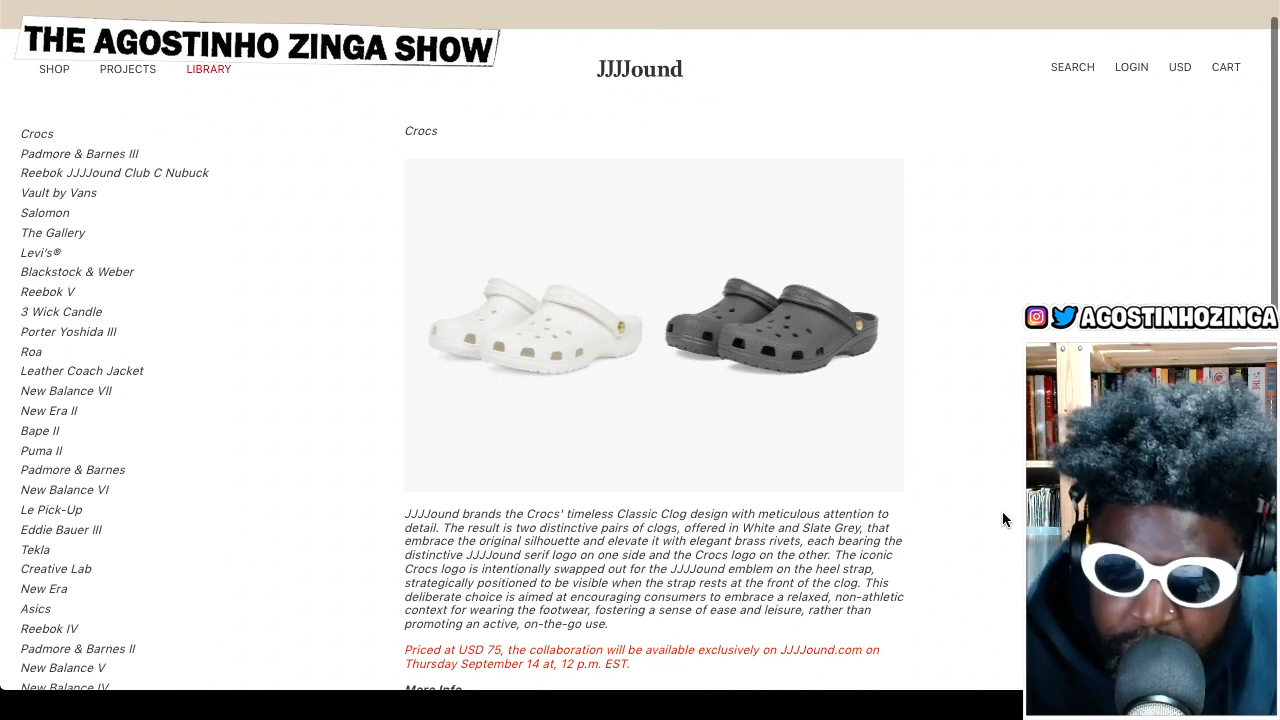 THE AGOSTINHO ZINGA SHOW
SHOP PROJECTS LIBRARY
JJJJound
SEARCH LOGIN USD CART
Crocs
Padmore & Barnes III
Reebok JJJJound Club C Nubuck
Vault by Vans
Salomon
The Gallery
Levi's®
Blackstock & Weber
Reebok V
3 Wick Candle
Porter Yoshida III
Roa
Leather Coach Jacket
New Balance VII
New Era II
Bape II
Puma II
Padmore & Barnes
New Balance VI
Le Pick-Up
Eddie Bauer III
Tekla
Creative Lab
New Era
Asics
Reebok IV
Padmore & Barnes II
New Balance V
New Balance IV
Crocs
JJJJound brands the Crocs' timeless Classic Clog design with meticulous attention to
detail. The result is two distinctive pairs of clogs, offered in White and Slate Grey, that
embrace the original silhouette and elevate it with elegant brass rivets, each bearing the
distinctive JJJJound serif logo on one side and the Crocs logo on the other. The iconic
Crocs logo is intentionally swapped out for the JJJJound emblem on the heel strap,
strategically positioned to be visible when the strap rests at the front of the clog. This
deliberate choice is aimed at encouraging consumers to embrace a relaxed, non-athletic
context for wearing the footwear, fostering a sense of ease and leisure, rather than
promoting an active, on-the-go use.
Priced at USD 75, the collaboration will be available exclusively on JJJJound.com on
Thursday September 14 at, 12 p.m. EST.
More Info
@AGOSTINHOZINGA